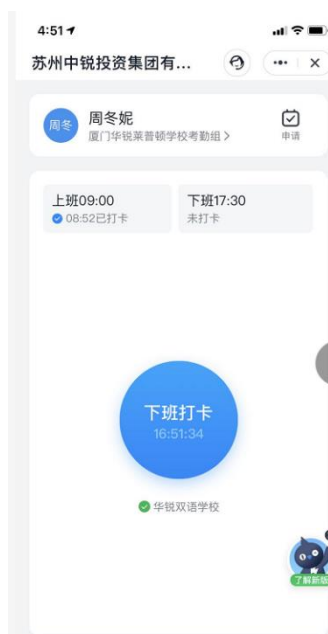 4:51
苏州中锐投资集团有...
周冬
周冬妮
厦门华锐莱普顿学校考勤组>
申请
上班09:00
08:52已打卡
下班17:30
未打卡
下班打卡
16:51:34
华锐双语学校
了解新版